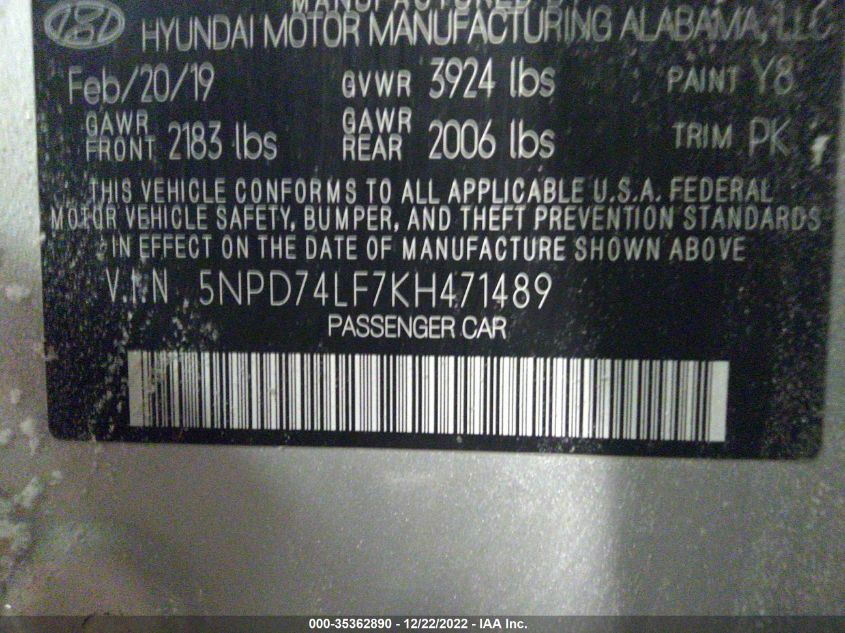 MANUFACTURED BY
HYUNDAI MOTOR MANUFACTURING ALABAMA, LLC
Feb/20/19 GVWR 3924 lbs PAINT Y8
GAWR FRONT 2183 lbs GAWR REAR 2006 lbs TRIM PK
THIS VEHICLE CONFORMS TO ALL APPLICABLE U.S.A. FEDERAL
MOTOR VEHICLE SAFETY, BUMPER, AND THEFT PREVENTION STANDARDS
IN EFFECT ON THE DATE OF MANUFACTURE SHOWN ABOVE
V.I.N 5NPD74LF7KH471489
PASSENGER CAR
000-35362890 - 12/22/2022 - IAA Inc.